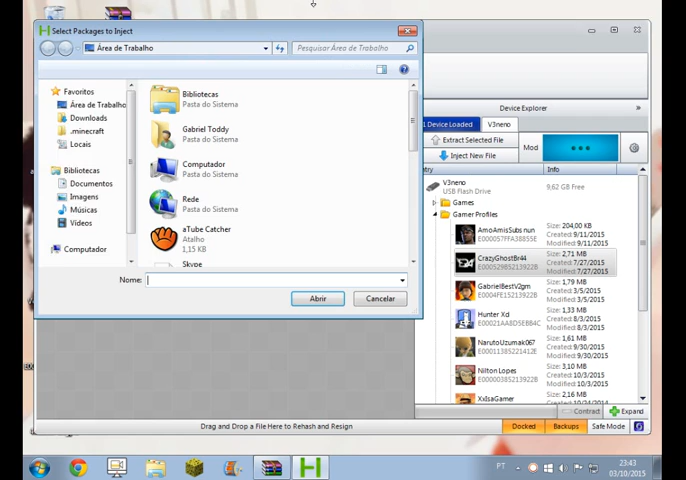 Select Packages to Inject
Área de Trabalho
Pesquisar Área de Trabalho
Favoritos
Área de Trabalho
Downloads
.minecraft
Locais
Bibliotecas
Documentos
Imagens
Músicas
Vídeos
Computador
Bibliotecas
Pasta do Sistema
Gabriel Toddy
Pasta do Sistema
Computador
Pasta do Sistema
Rede
Pasta do Sistema
aTube Catcher
Atalho
1,15 KB
Skype
Nome:
Abrir
Cancelar
Device Explorer
1 Device Loaded
V3neno
Extract Selected File
Inject New File
Mod
Info
V3neno
USB Flash Drive
9,62 GB Free
Games
Gamer Profiles
AmoAmisSubs nun
E000057FFA38855E
Size: 204,00 KB
Created: 9/11/2015
Modified: 9/11/2015
CrazyGhostBr44
E000529B5213922B
Size: 2,71 MB
Created: 7/27/2015
Modified: 7/27/2015
GabrielBestV2gm
E0004FE15213922B
Size: 1,79 MB
Created: 3/5/2015
Modified: 3/5/2015
Hunter Xd
E00021AA8D5EBB64
Size: 1,33 MB
Created: 8/3/2015
Modified: 8/3/2015
NarutoUzumak067
E00011385221412E
Size: 1,61 MB
Created: 9/30/2015
Modified: 9/30/2015
Nilton Lopes
E00003B5213922B
Size: 3,10 MB
Created: 10/3/2015
Modified: 10/3/2015
XxIsaGamer
Size: 2,16 MB
Contract
Expand
Drag and Drop a File Here to Rehash and Resign
Docked
Backups
Safe Mode
PT
23:43
03/10/2015